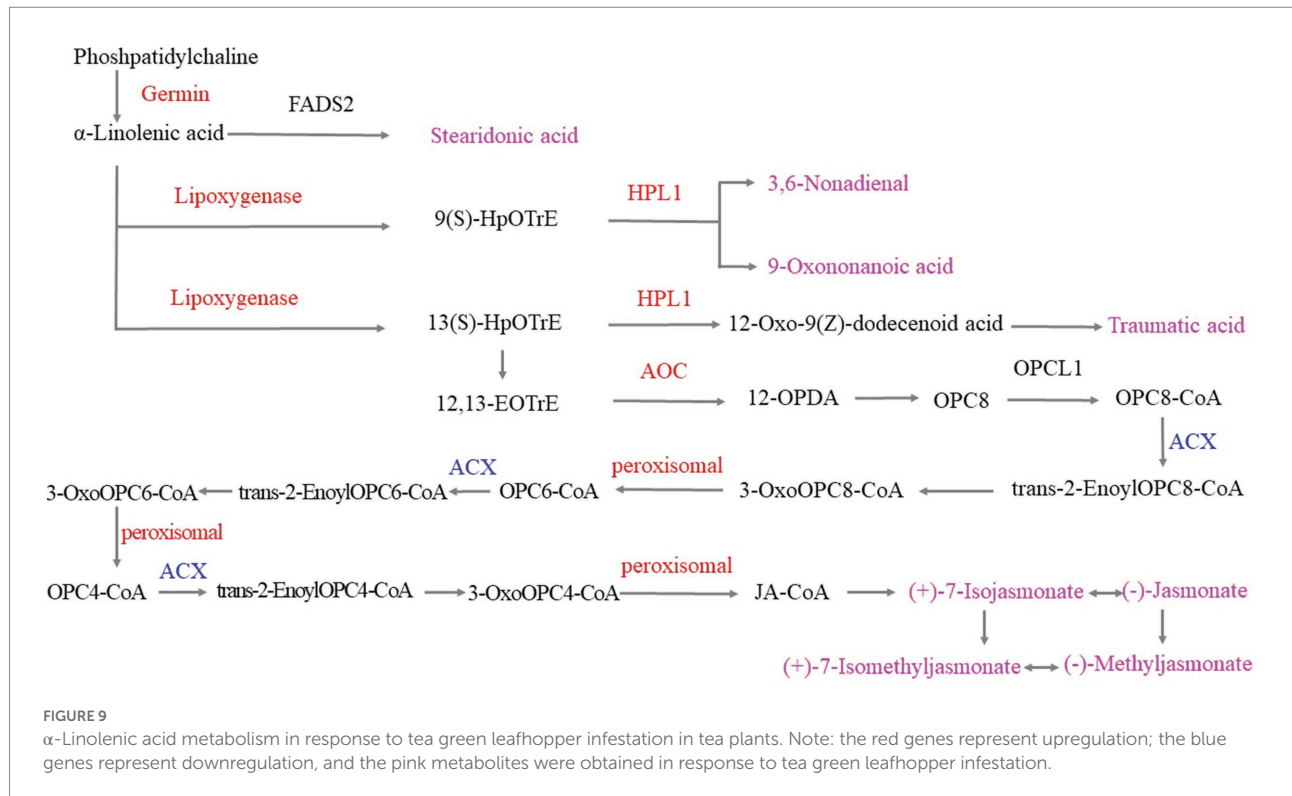 Phoshpatidylchaline
Germin
FADS2
α-Linolenic acid
Stearidonic acid
3,6-Nonadienal
Lipoxygenase
HPL1
9(S)-HpOTrE
9-Oxononanoic acid
Lipoxygenase
HPL1
13(S)-HpOTrE
12-Oxo-9(Z)-dodecenoid acid
Traumatic acid
AOC
OPCL1
12,13-EOTrE
12-OPDA
OPC8
OPC8-CoA
ACX
ACX
peroxisomal
3-OxoOPC6-CoA
trans-2-EnoylOPC6-CoA
OPC6-CoA
3-OxoOPC8-CoA
trans-2-EnoylOPC8-CoA
peroxisomal
ACX
peroxisomal
OPC4-CoA
trans-2-EnoylOPC4-CoA
3-OxoOPC4-CoA
JA-CoA
(+)-7-Isojasmonate
(-)-Jasmonate
(+)-7-Isomethyljasmonate
(-)-Methyljasmonate
FIGURE 9
α-Linolenic acid metabolism in response to tea green leafhopper infestation in tea plants. Note: the red genes represent upregulation; the blue
genes represent downregulation, and the pink metabolites were obtained in response to tea green leafhopper infestation.